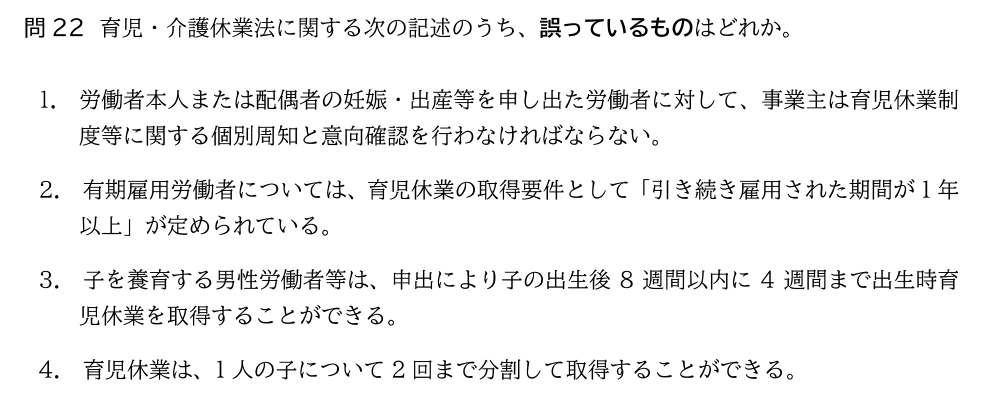 問 22 育児・介護休業法に関する次の記述のうち、誤っているものはどれか。
1. 労働者本人または配偶者の妊娠・出産等を申し出た労働者に対して、事業主は育児休業制
度等に関する個別周知と意向確認を行わなければならない。
2. 有期雇用労働者については、育児休業の取得要件として「引き続き雇用された期間が1年
以上」が定められている。
3. 子を養育する男性労働者等は、申出により子の出生後 8 週間以内に 4 週間まで出生時育
児休業を取得することができる。
4. 育児休業は、1人の子について2回まで分割して取得することができる。